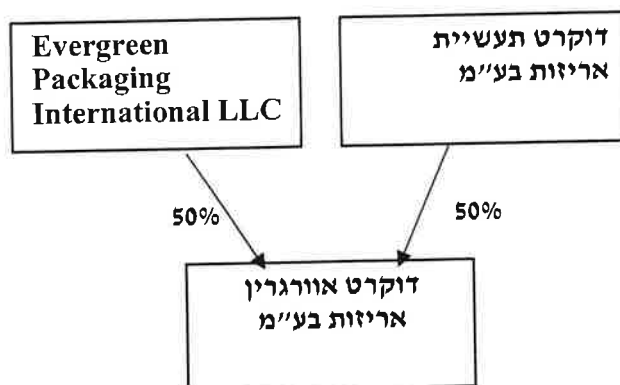 Evergreen
Packaging
International LLC
דוקרט תעשיית
אריזות בע״מ
50%
50%
דוקרט אוורגרין
אריזות בע״מ